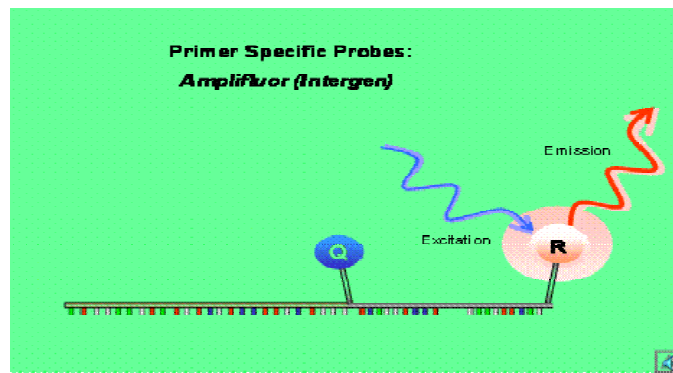 Primer Specific Probes:
Amplifluor (Intergen)
Emission
Excitation
Q
R